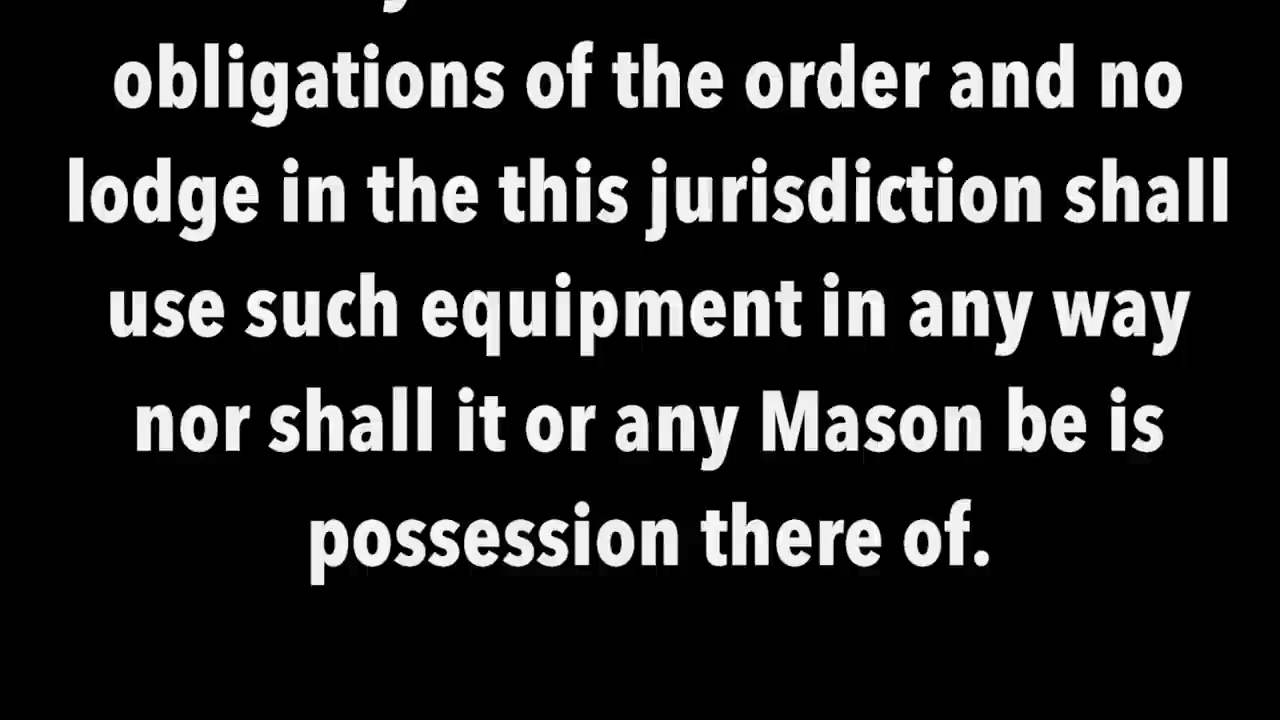 obligations of the order and no
lodge in the this jurisdiction shall
use such equipment in any way
nor shall it or any Mason be is
possession there of.